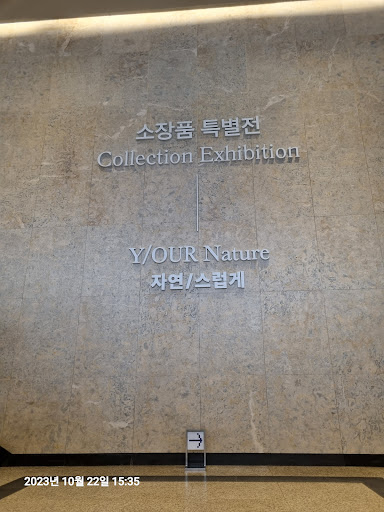 소장품 특별전
Collection Exhibition
Y/OUR Nature
자연/스럽게
2023년 10월 22일 15:35